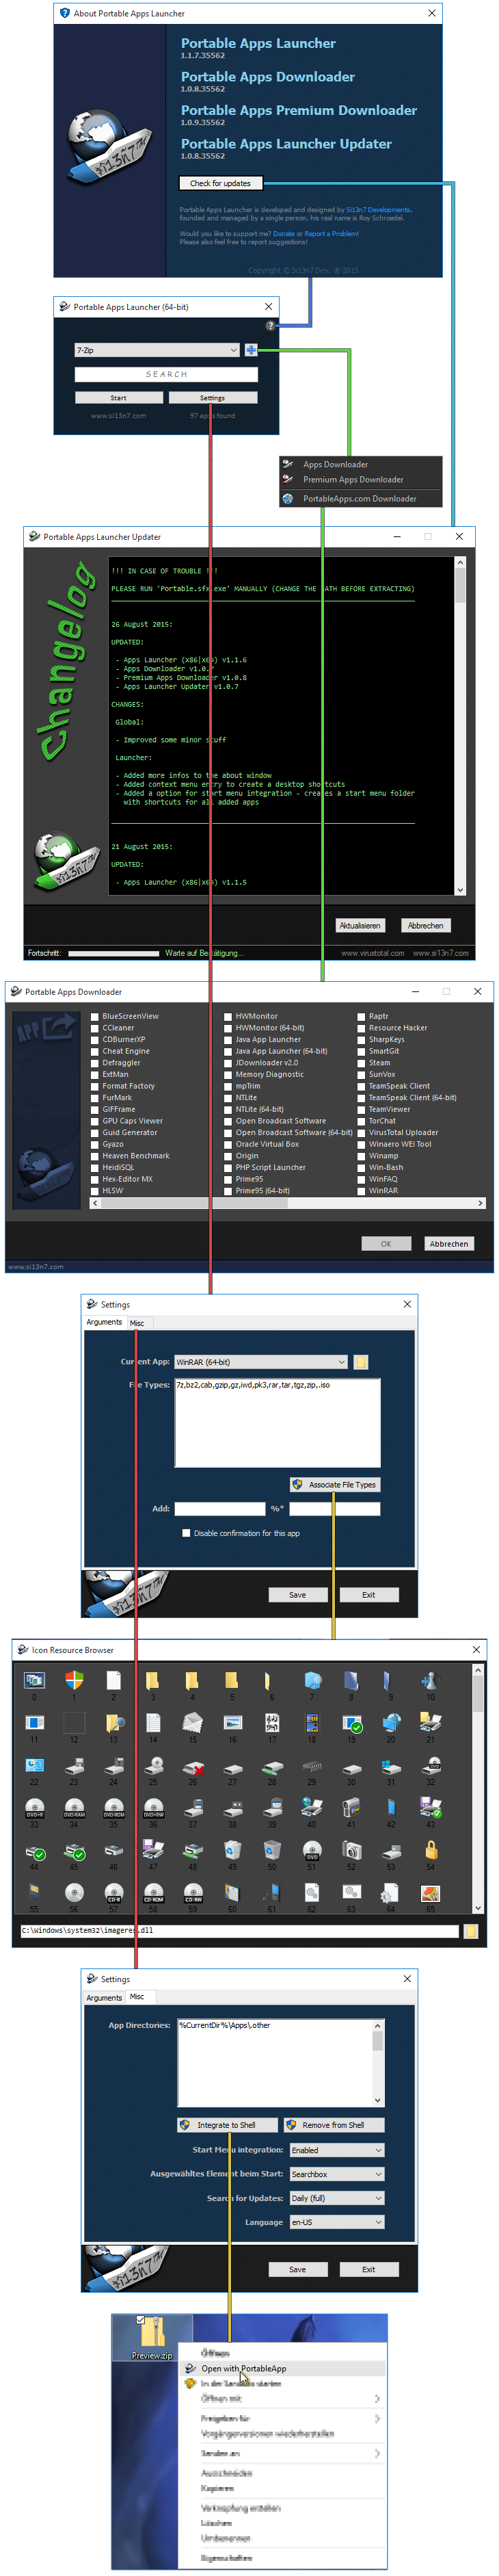 About Portable Apps Launcher
Portable Apps Launcher
1.1.7.35562
Portable Apps Downloader
1.0.8.35562
Portable Apps Premium Downloader
1.0.9.35562
Portable Apps Launcher Updater
1.0.8.35562
Si13n7™
Check for updates
Portable Apps Launcher is developed and designed by Si13n7 Developments,
founded and managed by a single person, his real name is Roy Schroedel.
Would you like to support me? Donate or Report a Problem!
Please also feel free to report suggestions!
Copyright © Si13n7 Dev. ® 2015
Portable Apps Launcher (64-bit)
7-Zip
SEARCH
Start
Settings
www.si13n7.com
97 apps found
Apps Downloader
Premium Apps Downloader
PortableApps.com Downloader
Portable Apps Launcher Updater
Changelog
!!! IN CASE OF TROUBLE !!!
PLEASE RUN 'Portable.sfx.exe' MANUALLY (CHANGE THE PATH BEFORE EXTRACTING)
26 August 2015:
UPDATED:
- Apps Launcher (x86|x64) v1.1.6
- Apps Downloader v1.0.7
- Premium Apps Downloader v1.0.8
- Apps Launcher Updater v1.0.7
CHANGES:
Global:
- Improved some minor stuff
Launcher:
- Added more infos to the about window
- Added context menu entry to create a desktop shortcuts
- Added a option for start menu integration - creates a start menu folder
with shortcuts for all added apps
21 August 2015:
UPDATED:
- Apps Launcher (x86|x64) v1.1.5
Si13n7™
Aktualisieren
Abbrechen
Fortschritt:
Warte auf Bestätigung...
www.virustotal.com
www.si13n7.com
Portable Apps Downloader
APP
BlueScreenView
CCleaner
CDBurnerXP
Cheat Engine
Defraggler
ExtMan
Format Factory
FurMark
GIFFrame
GPU Caps Viewer
Guid Generator
Gyazo
Heaven Benchmark
HeidiSQL
Hex-Editor MX
HLSW
HWMonitor
HWMonitor (64-bit)
Java App Launcher
Java App Launcher (64-bit)
JDownloader v2.0
Memory Diagnostic
mpTrim
NTLite
NTLite (64-bit)
Open Broadcast Software
Open Broadcast Software (64-bit)
Oracle Virtual Box
Origin
PHP Script Launcher
Prime95
Prime95 (64-bit)
Raptr
Resource Hacker
SharpKeys
SmartGit
Steam
SunVox
TeamSpeak Client
TeamSpeak Client (64-bit)
TeamViewer
TorChat
VirusTotal Uploader
Winaero WEI Tool
Winamp
Win-Bash
WinFAQ
WinRAR
OK
Abbrechen
www.si13n7.com
Settings
Arguments
Misc
Current App:
WinRAR (64-bit)
File Types:
7z,bz2,cab,gzip,gz,iwd,pk3,rar,tar,tgz,zip,.iso
Associate File Types
Add:
%*
Disable confirmation for this app
Si13n7™
Save
Exit
Icon Resource Browser
0 1 2 3 4 5 6 7 8 9 10
11 12 13 14 15 16 17 18 19 20 21
22 23 24 25 26 27 28 29 30 31 32
33 34 35 36 37 38 39 40 41 42 43
44 45 46 47 48 49 50 51 52 53 54
55 56 57 58 59 60 61 62 63 64 65
C:\Windows\system32\imageres.dll
Settings
Arguments
Misc
App Directories:
%CurrentDir%\Apps\.other
Integrate to Shell
Remove from Shell
Start Menu integration:
Enabled
Ausgewähltes Element beim Start:
Searchbox
Search for Updates:
Daily (full)
Language
en-US
Si13n7™
Save
Exit
Preview.zip
Öffnen
Open with PortableApp
In der Sandbox starten
Öffnen mit
Freigeben für
Vorgängerversionen wiederherstellen
Senden an
Ausschneiden
Kopieren
Verknüpfung erstellen
Löschen
Umbenennen
Eigenschaften